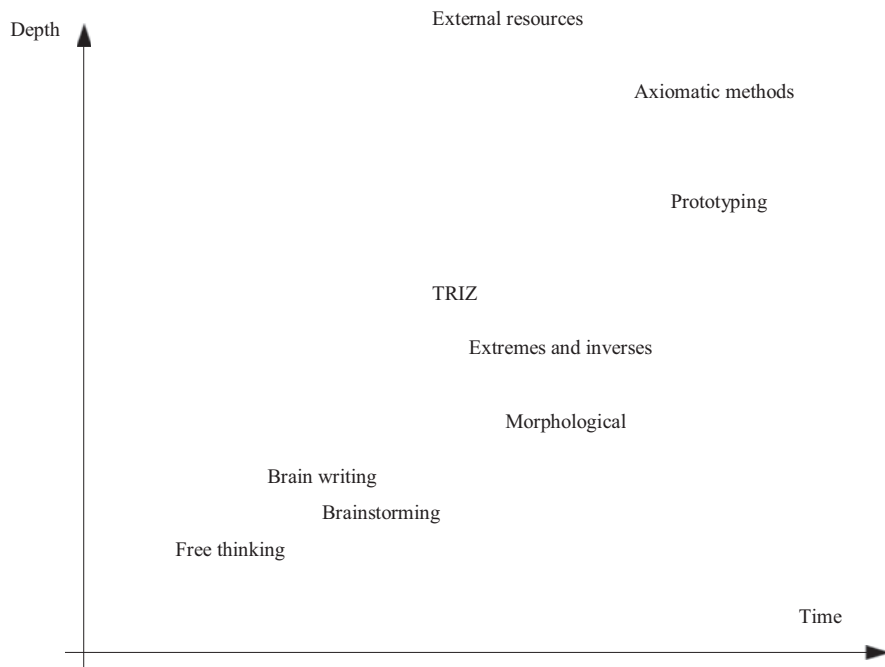 External resources
Depth
Axiomatic methods
Prototyping
TRIZ
Extremes and inverses
Morphological
Brain writing
Brainstorming
Free thinking
Time